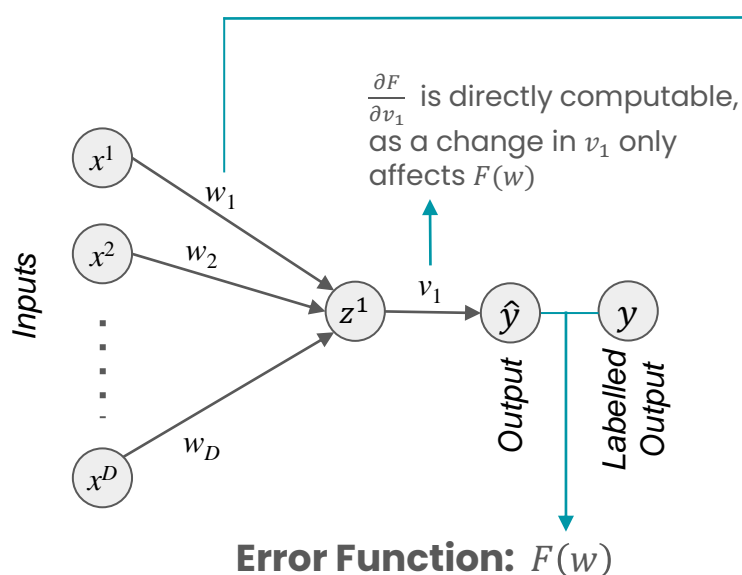 ∂F/∂v₁ is directly computable,
as a change in v₁ only
affects F(w)
x¹
w₁
x²
w₂
Inputs
z¹
v₁
ŷ
y
Output
Labelled
Output
w_D
x^D
Error Function: F(w)